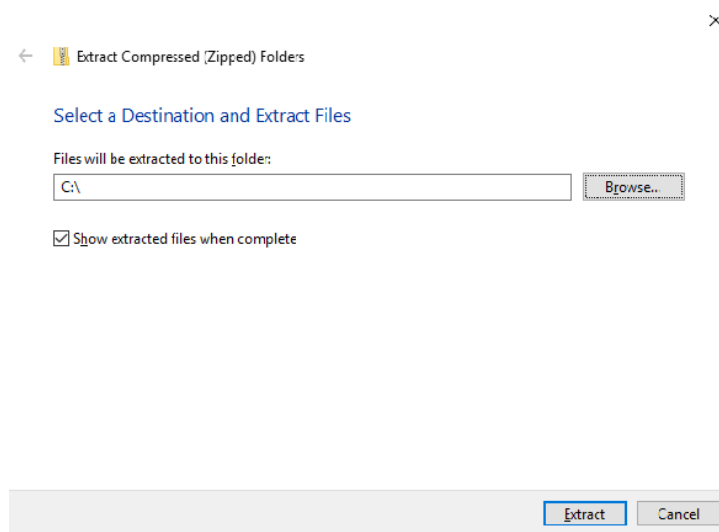 Extract Compressed (Zipped) Folders
Select a Destination and Extract Files
Files will be extracted to this folder:
C:\
Browse...
Show extracted files when complete
Extract
Cancel